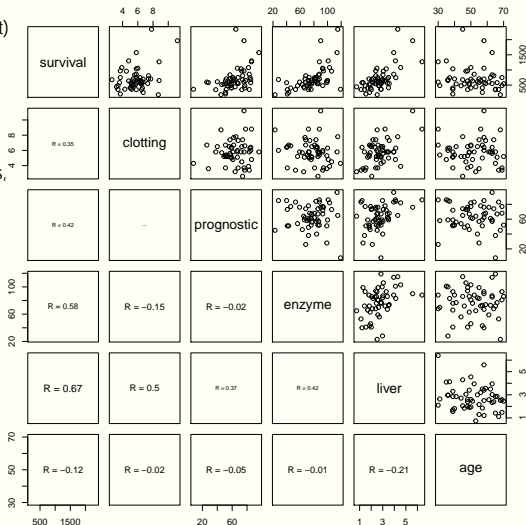 t)
4 6 8
20 60 100
30 50 70
survival
500 1500
4 6 8
R = 0.35
clotting
s,
R = 0.42
prognostic
20 60
20 60 100
R = 0.58
R = −0.15
R = −0.02
enzyme
R = 0.67
R = 0.5
R = 0.37
R = 0.42
liver
1 3 5
30 50 70
R = −0.12
R = −0.02
R = −0.05
R = −0.01
R = −0.21
age
500 1500
20 60
1 3 5